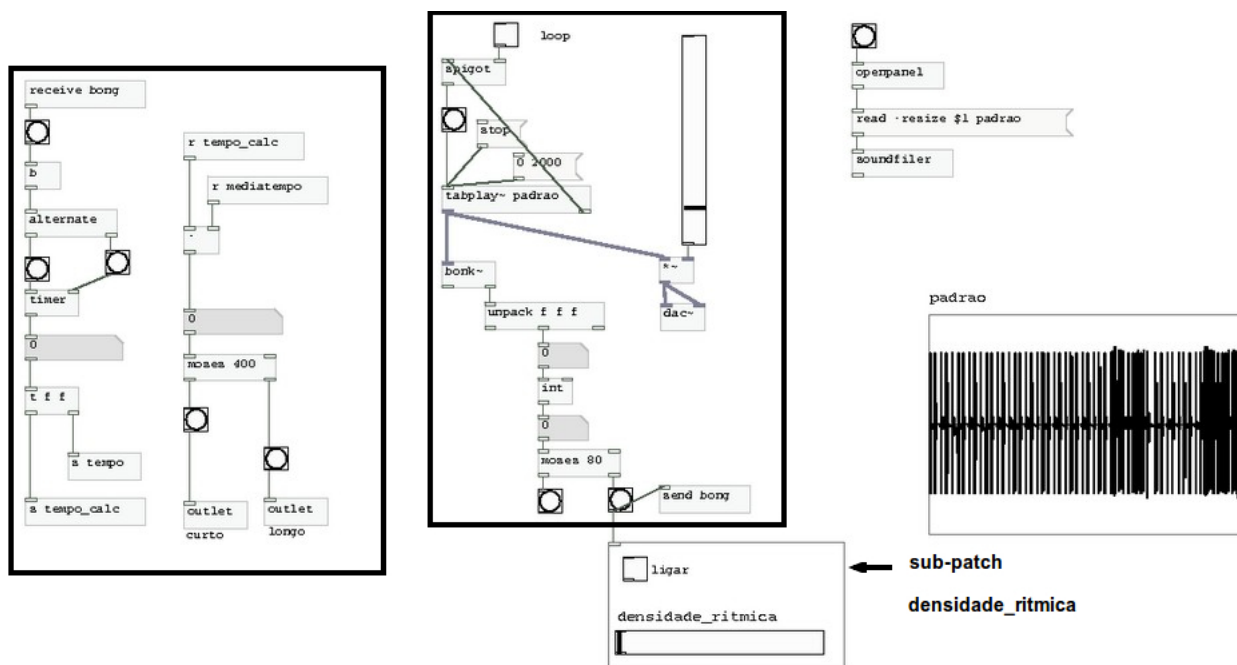 receive bong
b
alternate
timer
0
t f f
s tempo
s tempo_calc
r tempo_calc
r mediatempo
-
0
moses 400
outlet
curto
outlet
longo
loop
spigot
stop
0 2000
tabplay~ padrao
bonk~
*~
unpack f f f
dac~
0
int
0
moses 80
send bong
ligar
densidade_ritmica
openpanel
read -resize $1 padrao
soundfiler
padrao
sub-patch
densidade_ritmica